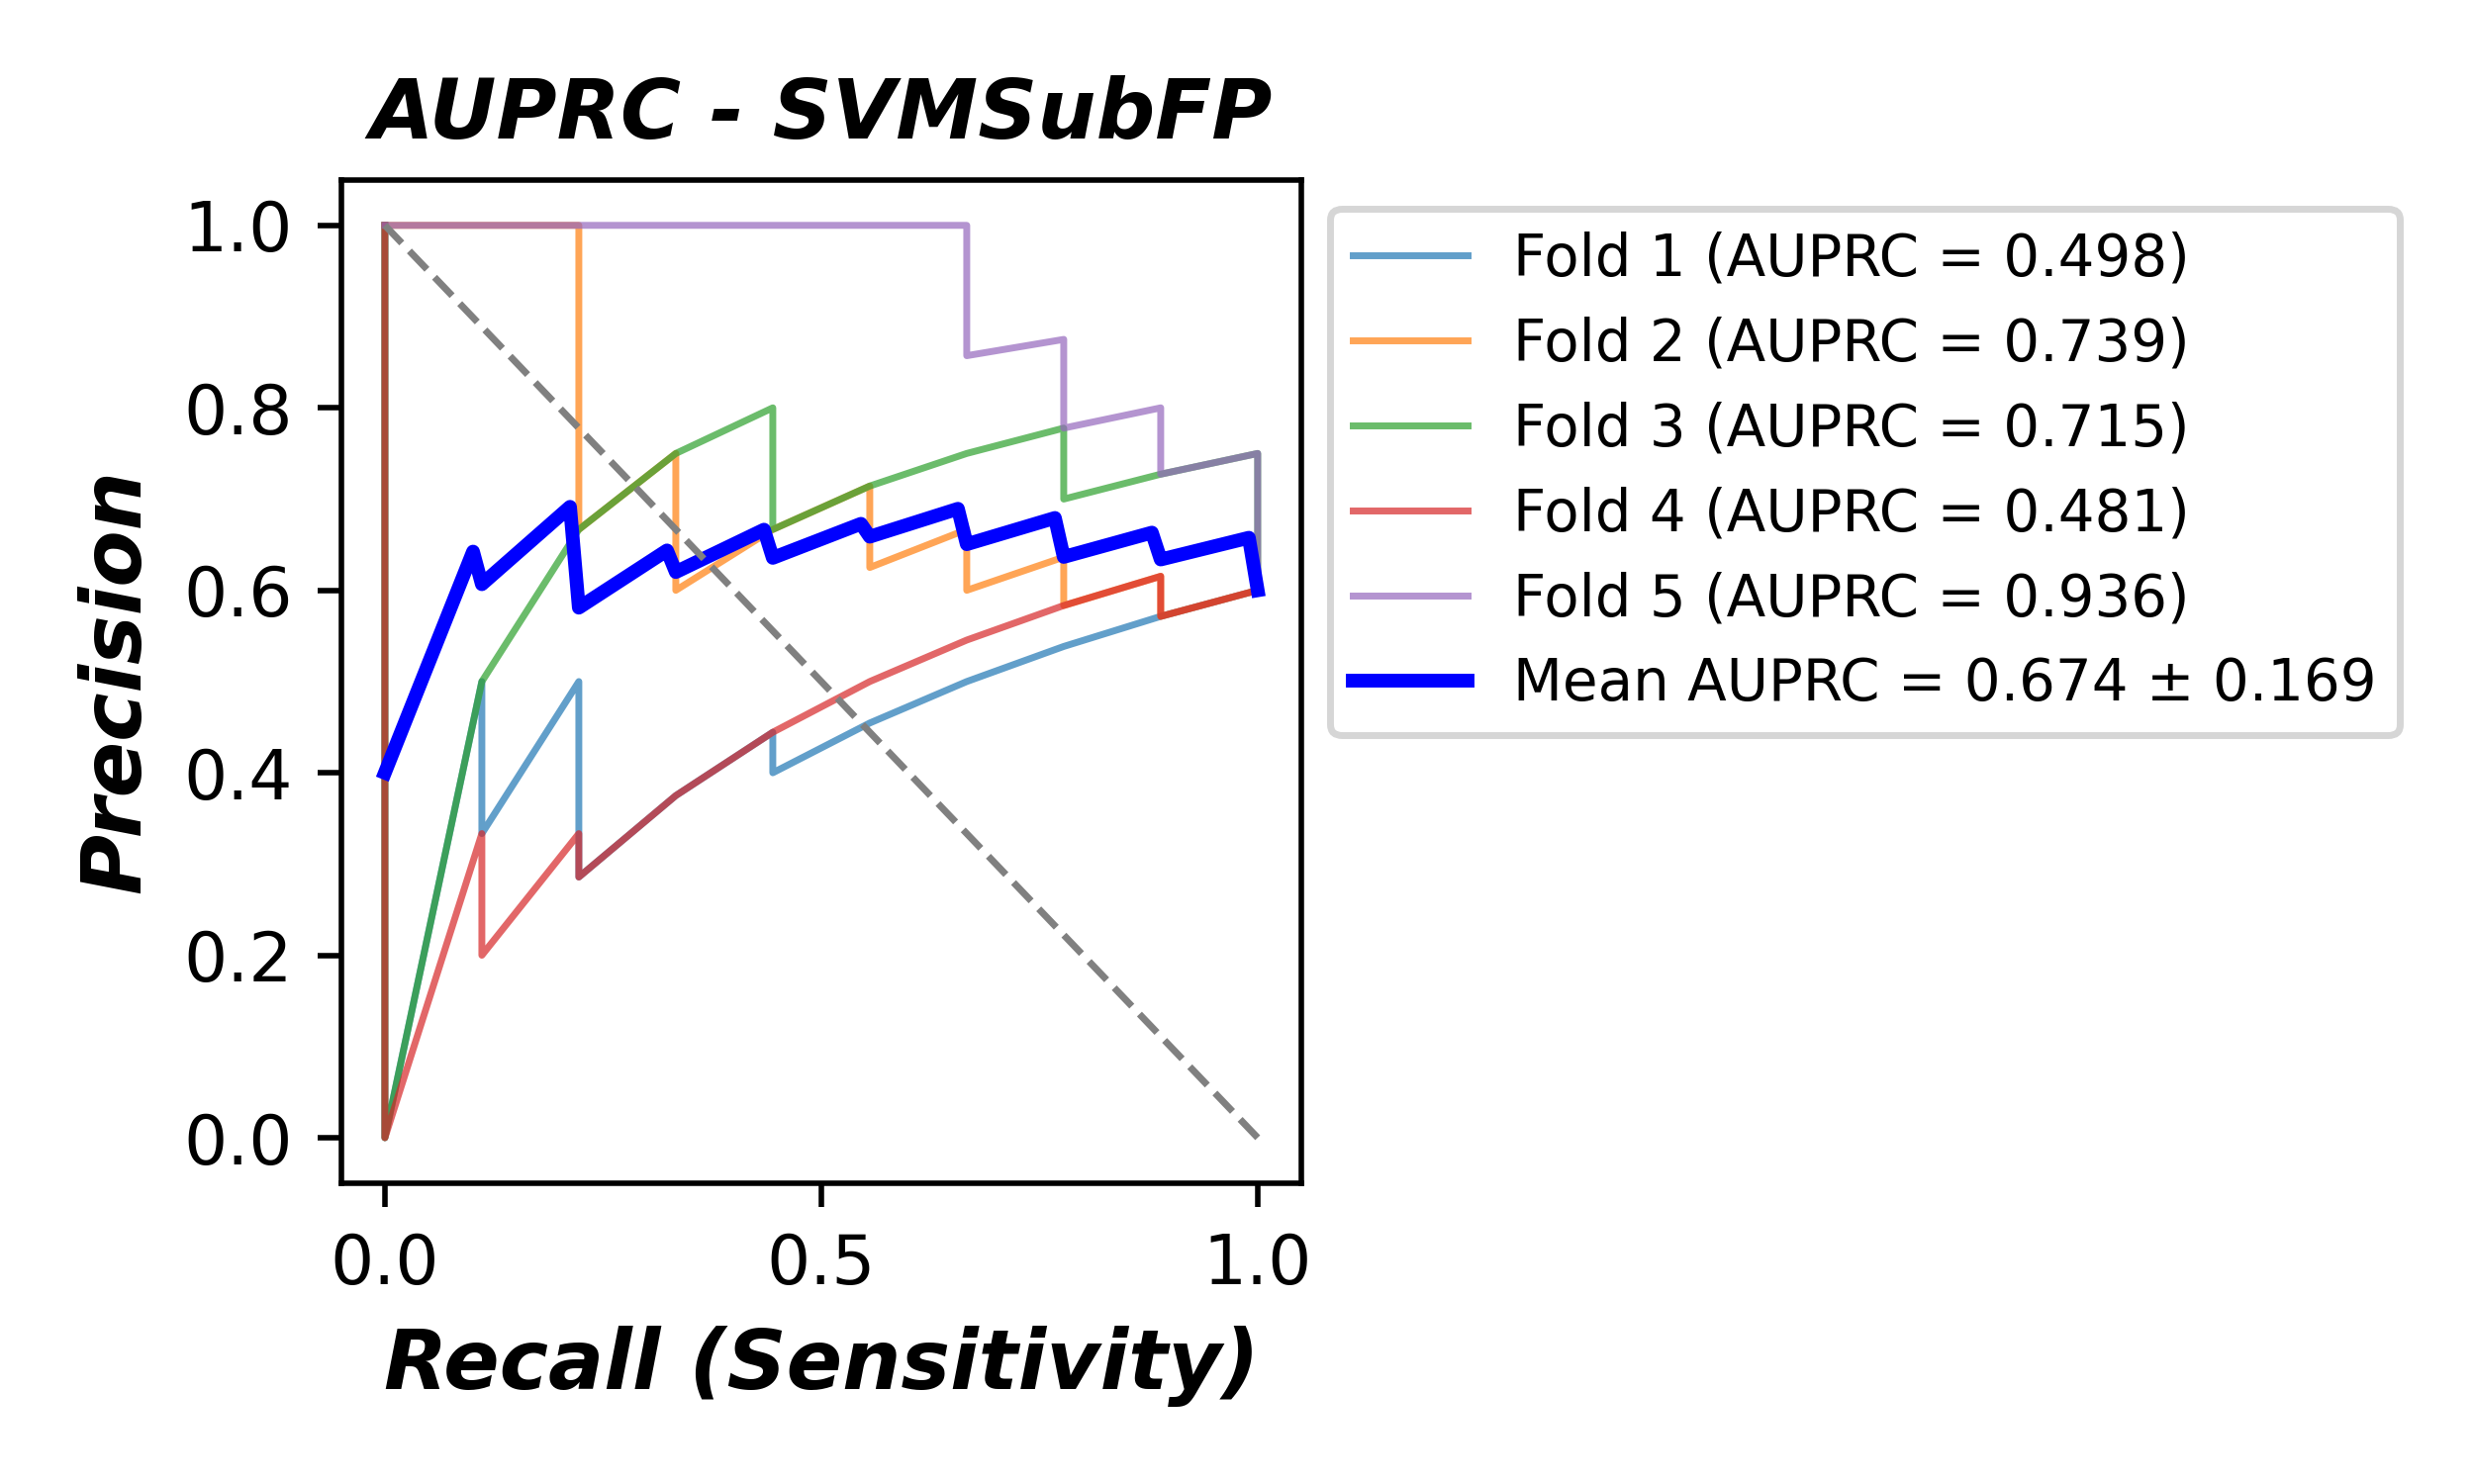 AUPRC - SVMSubFP
Precision
1.0
0.8
0.6
0.4
0.2
0.0
0.0 0.5 1.0
Recall (Sensitivity)
Fold 1 (AUPRC = 0.498)
Fold 2 (AUPRC = 0.739)
Fold 3 (AUPRC = 0.715)
Fold 4 (AUPRC = 0.481)
Fold 5 (AUPRC = 0.936)
Mean AUPRC = 0.674 ± 0.169